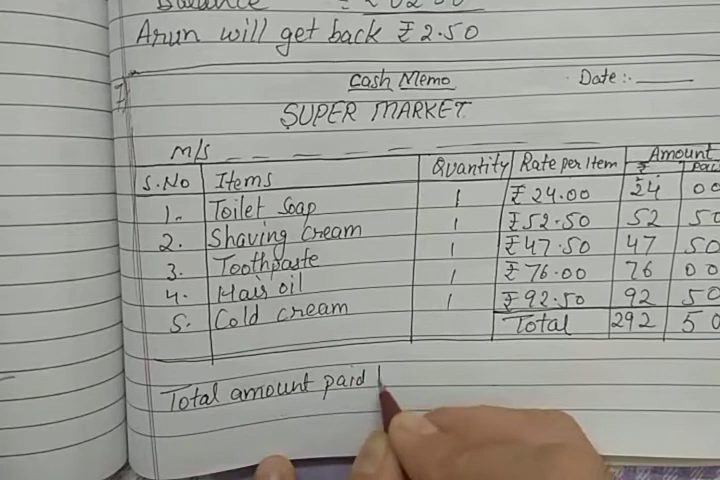 Balance
Arun will get back ₹ 2.50
Cash Memo Date:- ____
SUPER MARKET
M/S _ _ _ _ _ _ _ _
S.No Items Quantity Rate per Item Amount
₹
1. Toilet Soap 1 ₹ 24.00 24 00
2. Shaving Cream 1 ₹52.50 52 50
3. Toothpaste 1 ₹47.50 47 50
4. Hair oil 1 ₹ 76.00 76 00
5. Cold cream 1 ₹92.50 92 50
Total 292 50
Total amount paid